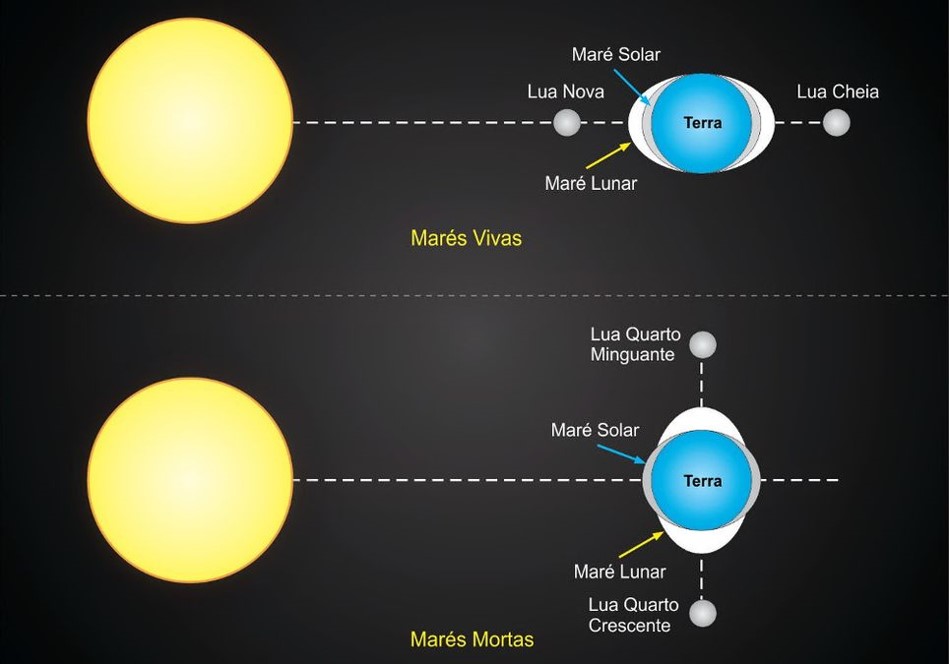 Maré Solar
Lua Nova
Lua Cheia
Terra
Maré Lunar
Marés Vivas
Lua Quarto
Minguante
Maré Solar
Terra
Maré Lunar
Lua Quarto
Crescente
Marés Mortas